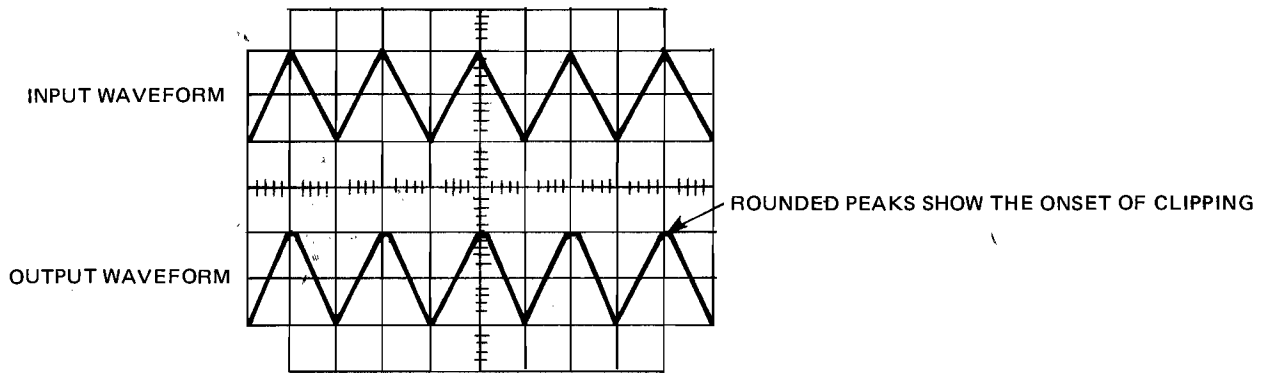 INPUT WAVEFORM
ROUNDED PEAKS SHOW THE ONSET OF CLIPPING
OUTPUT WAVEFORM